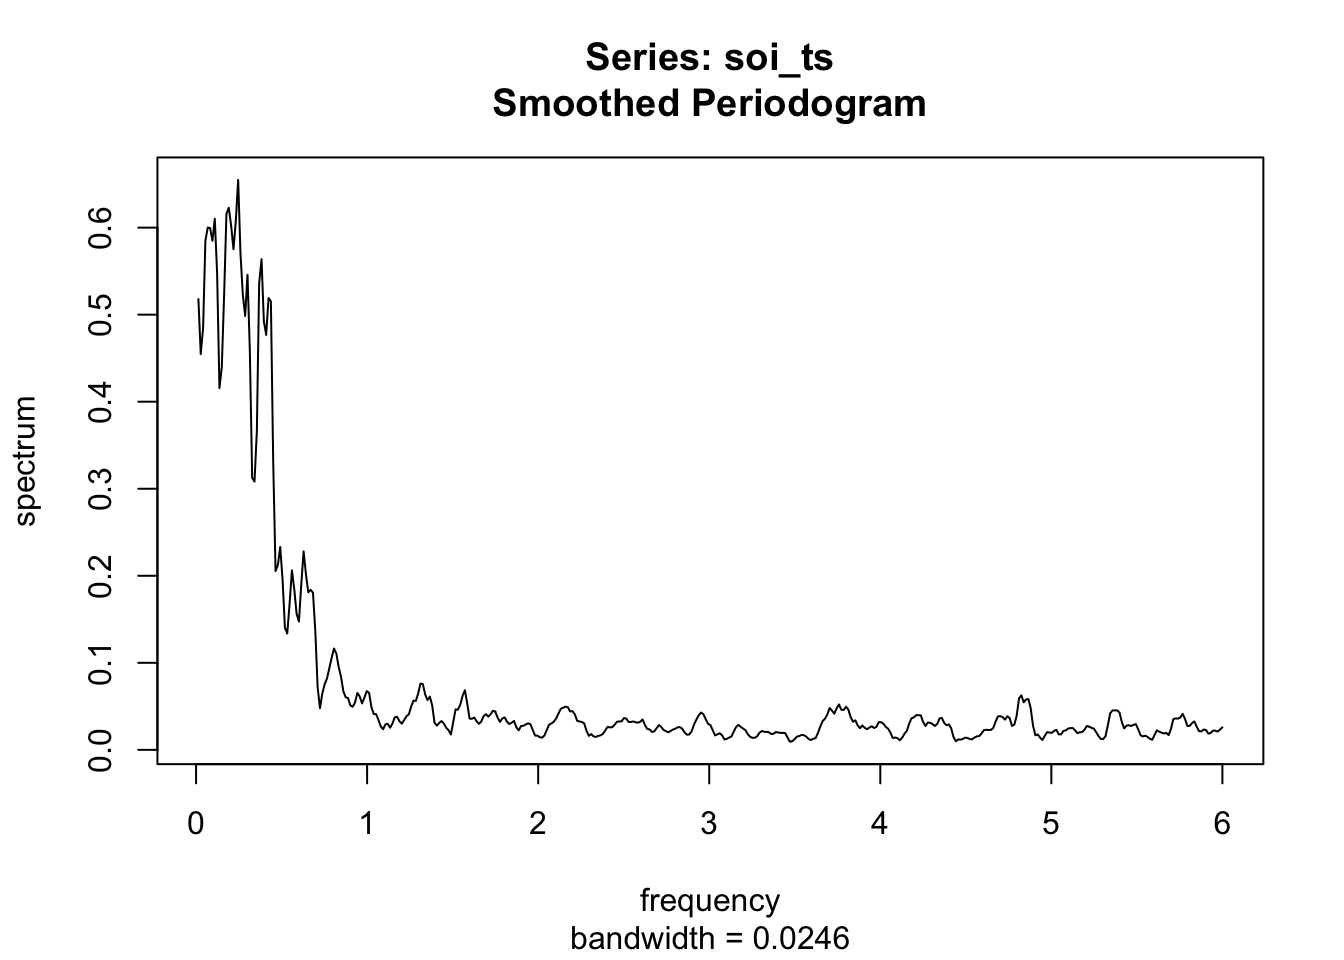 Series: soi_ts
Smoothed Periodogram
0.6
0.5
0.4
0.3
0.2
0.1
0.0
spectrum
0 1 2 3 4 5 6
frequency
bandwidth = 0.0246